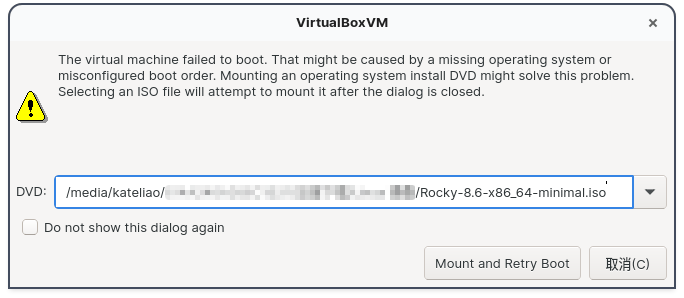 VirtualBoxVM
The virtual machine failed to boot. That might be caused by a missing operating system or
misconfigured boot order. Mounting an operating system install DVD might solve this problem.
Selecting an ISO file will attempt to mount it after the dialog is closed.
DVD: /media/kateliao/ /Rocky-8.6-x86_64-minimal.iso'
Do not show this dialog again
Mount and Retry Boot 取消(C)